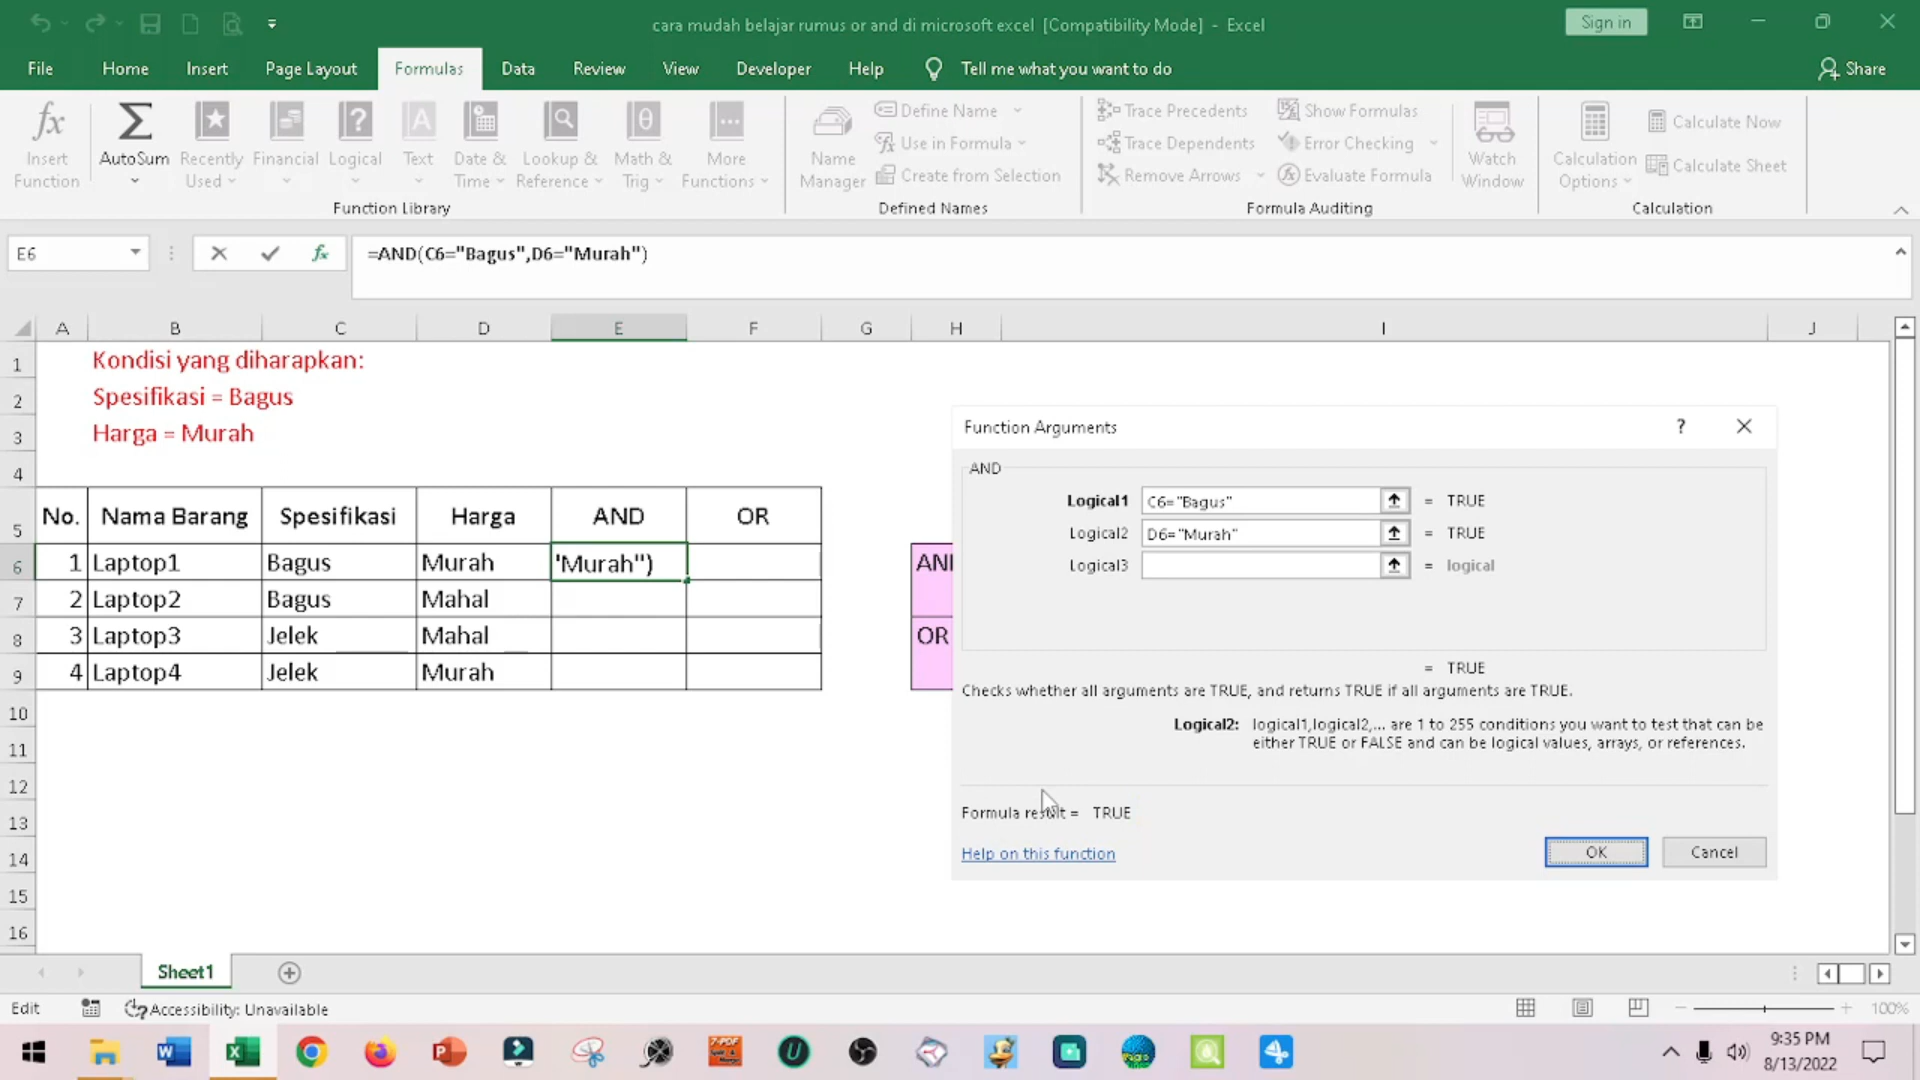 cara mudah belajar rumus or and di microsoft excel [Compatibility Mode] - Excel
Sign in
File Home Insert Page Layout Formulas Data Review View Developer Help Tell me what you want to do Share
Insert Function
AutoSum
Recently Used
Financial
Logical
Text
Date & Time
Lookup & Reference
Math & Trig
More Functions
Function Library
Name Manager
Define Name
Use in Formula
Create from Selection
Defined Names
Trace Precedents
Trace Dependents
Remove Arrows
Show Formulas
Error Checking
Evaluate Formula
Formula Auditing
Watch Window
Calculation Options
Calculate Now
Calculate Sheet
Calculation
E6 fx =AND(C6="Bagus",D6="Murah")
A B C D E F G H I J
1 Kondisi yang diharapkan:
2 Spesifikasi = Bagus
3 Harga = Murah
4
5 No. Nama Barang Spesifikasi Harga AND OR
6 1 Laptop1 Bagus Murah "Murah")
7 2 Laptop2 Bagus Mahal
8 3 Laptop3 Jelek Mahal
9 4 Laptop4 Jelek Murah
10
11
12
13
14
15
16
OR
Function Arguments ?
AND
Logical1 C6="Bagus" = TRUE
Logical2 D6="Murah" = TRUE
Logical3 = logical
= TRUE
Checks whether all arguments are TRUE, and returns TRUE if all arguments are TRUE.
Logical2: logical1,logical2,... are 1 to 255 conditions you want to test that can be
either TRUE or FALSE and can be logical values, arrays, or references.
Formula result = TRUE
Help on this function
OK Cancel
Sheet1
Edit Accessibility: Unavailable 100%
9:35 PM
8/13/2022